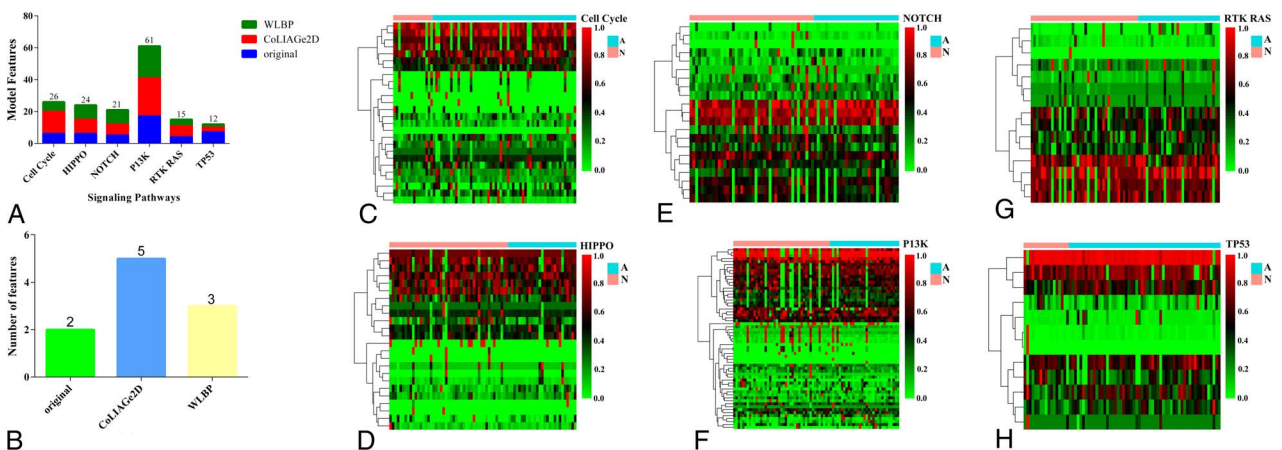 Model Features
80
60
40
20
0
WLBP
CoLIAGe2D
original
26
24
21
61
15
12
Cell Cycle
HIPPO
NOTCH
P13K
RTK RAS
TP53
Signaling Pathways
A
Number of features
6
4
2
0
2
5
3
original
CoLIAGe2D
WLBP
B
Cell Cycle
1.0
A
N
0.8
0.6
0.4
0.2
0.0
C
HIPPO
1.0
A
N
0.8
0.6
0.4
0.2
0.0
D
NOTCH
1.0
A
N
0.8
0.6
0.4
0.2
0.0
E
P13K
1.0
A
N
0.8
0.6
0.4
0.2
0.0
F
RTK RAS
1.0
A
N
0.8
0.6
0.4
0.2
0.0
G
TP53
1.0
A
N
0.8
0.6
0.4
0.2
0.0
H